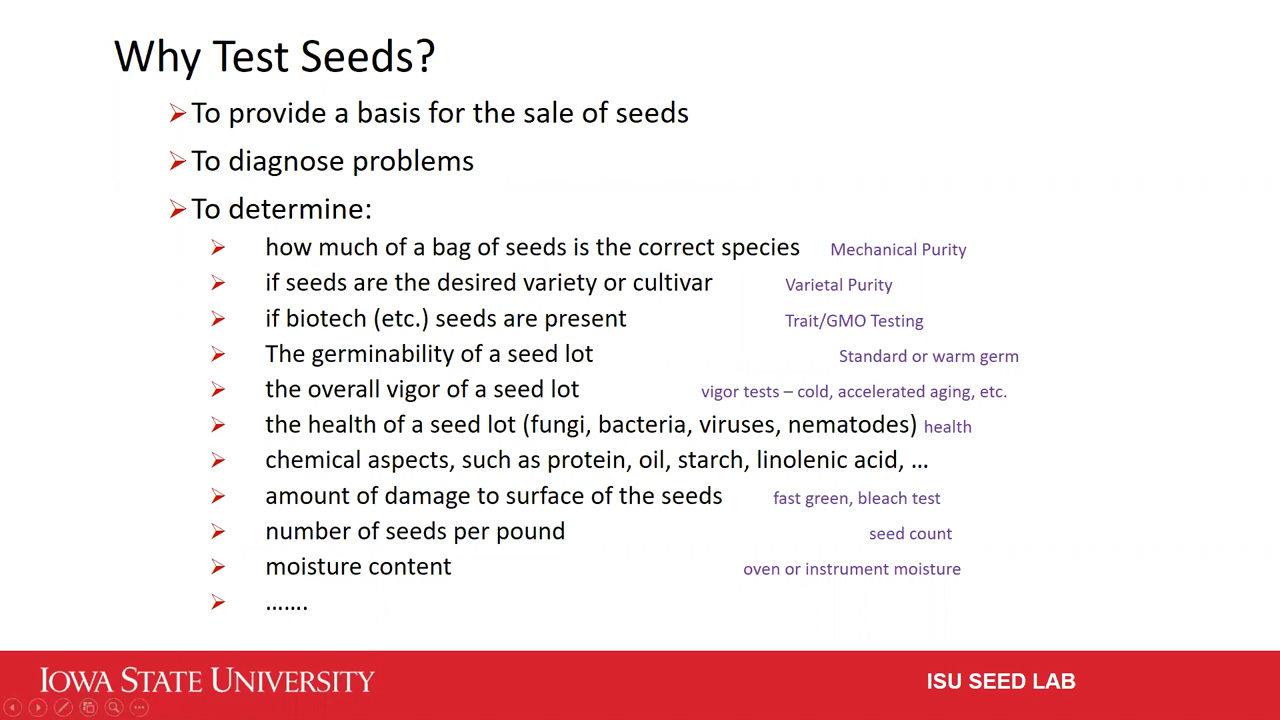 Why Test Seeds?
To provide a basis for the sale of seeds
To diagnose problems
To determine:
how much of a bag of seeds is the correct species Mechanical Purity
if seeds are the desired variety or cultivar Varietal Purity
if biotech (etc.) seeds are present Trait/GMO Testing
The germinability of a seed lot Standard or warm germ
the overall vigor of a seed lot vigor tests – cold, accelerated aging, etc.
the health of a seed lot (fungi, bacteria, viruses, nematodes) health
chemical aspects, such as protein, oil, starch, linolenic acid, …
amount of damage to surface of the seeds fast green, bleach test
number of seeds per pound seed count
moisture content oven or instrument moisture
…….
IOWA STATE UNIVERSITY ISU SEED LAB